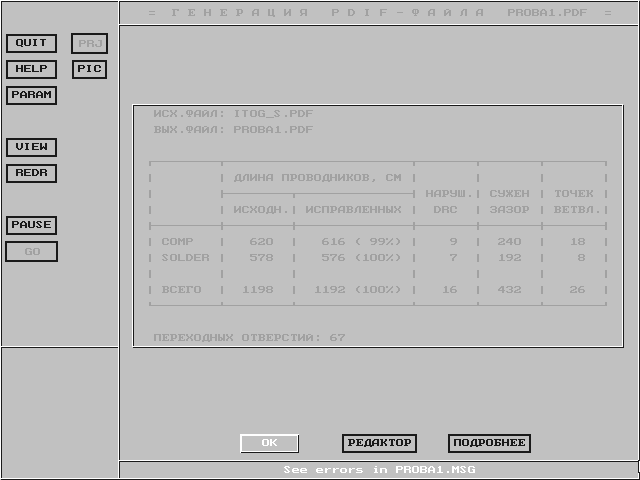 = Г Е Н Е Р А Ц И Я P D I F - Ф А Й Л А PROBA1.PDF =
QUIT PRJ
HELP PIC
PARAM
VIEW
REDR
PAUSE
GO
ИСХ.ФАЙЛ: ITOG_S.PDF
ВЫХ.ФАЙЛ: PROBA1.PDF
ДЛИНА ПРОВОДНИКОВ, СМ
НАРУШ. СУЖЕН ТОЧЕК
ИСХОДН. ИСПРАВЛЕННЫХ DRC ЗАЗОР ВЕТВЛ.
COMP 620 616 ( 99%) 9 240 18
SOLDER 578 576 (100%) 7 192 8
ВСЕГО 1198 1192 (100%) 16 432 26
ПЕРЕХОДНЫХ ОТВЕРСТИЙ: 67
OK РЕДАКТОР ПОДРОБНЕЕ
See errors in PROBA1.MSG